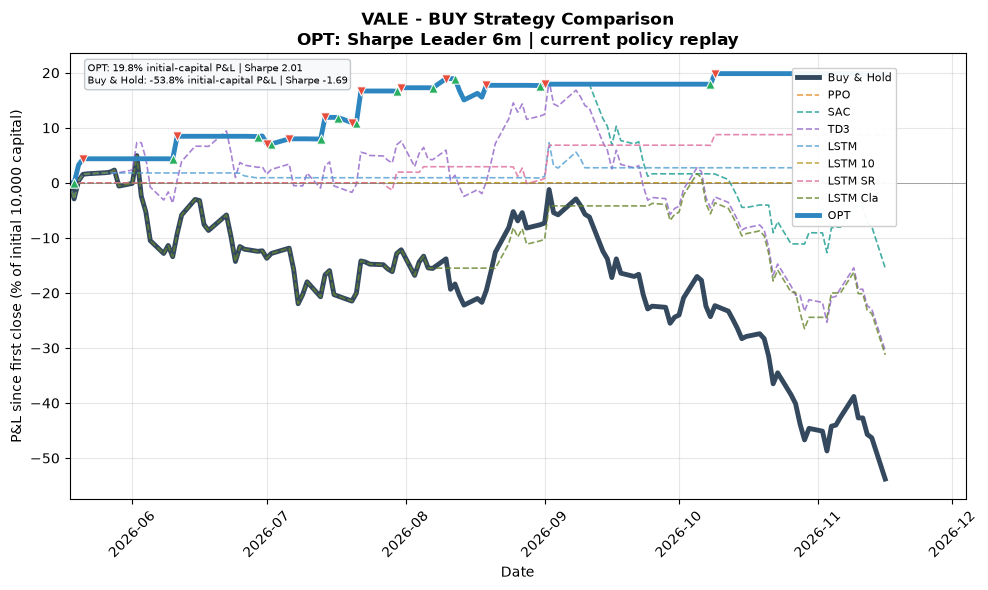 VALE - BUY Strategy Comparison
OPT: Sharpe Leader 6m | current policy replay
OPT: 19.8% initial-capital P&L | Sharpe 2.01
Buy & Hold: -53.8% initial-capital P&L | Sharpe -1.69
Buy & Hold
PPO
SAC
TD3
LSTM
LSTM 10
LSTM SR
LSTM Cla
OPT
P&L since first close (% of initial 10,000 capital)
20
10
0
−10
−20
−30
−40
−50
2026-06
2026-07
2026-08
2026-09
2026-10
2026-11
2026-12
Date